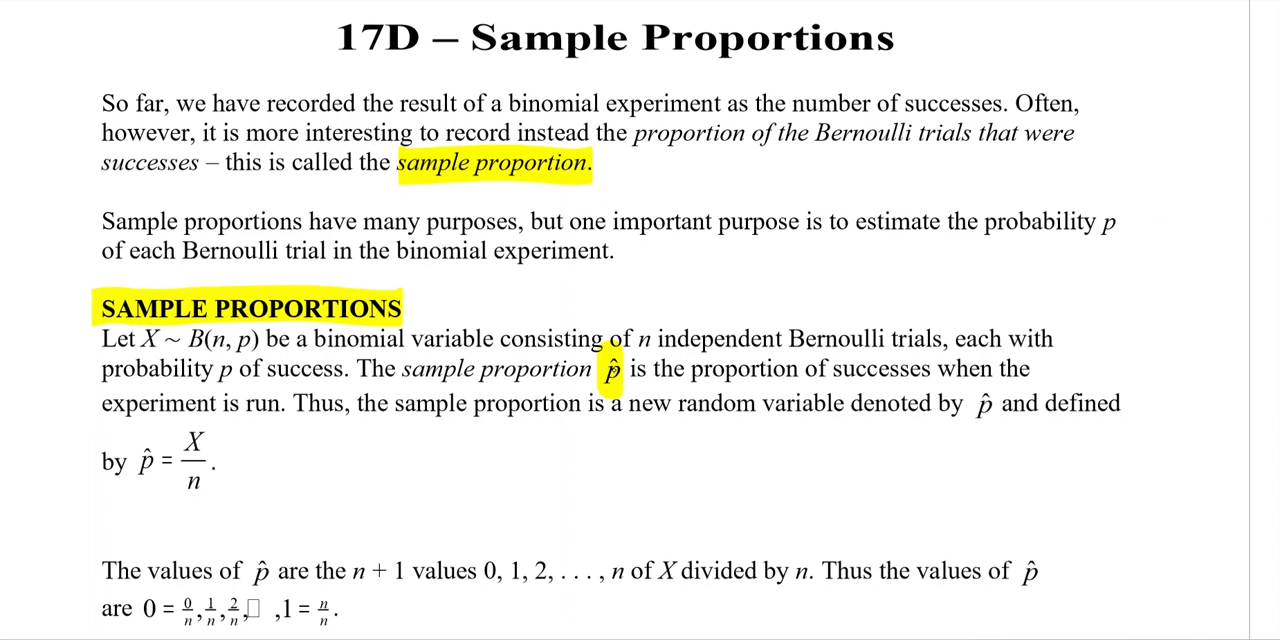 17D – Sample Proportions
So far, we have recorded the result of a binomial experiment as the number of successes. Often,
however, it is more interesting to record instead the proportion of the Bernoulli trials that were
successes – this is called the sample proportion.
Sample proportions have many purposes, but one important purpose is to estimate the probability p
of each Bernoulli trial in the binomial experiment.
SAMPLE PROPORTIONS
Let X ~ B(n, p) be a binomial variable consisting of n independent Bernoulli trials, each with
probability p of success. The sample proportion p̂ is the proportion of successes when the
experiment is run. Thus, the sample proportion is a new random variable denoted by p̂ and defined
by p̂ = X/n.
The values of p̂ are the n + 1 values 0, 1, 2, . . . , n of X divided by n. Thus the values of p̂
are 0 = 0/n, 1/n, 2/n, □ ,1 = n/n.